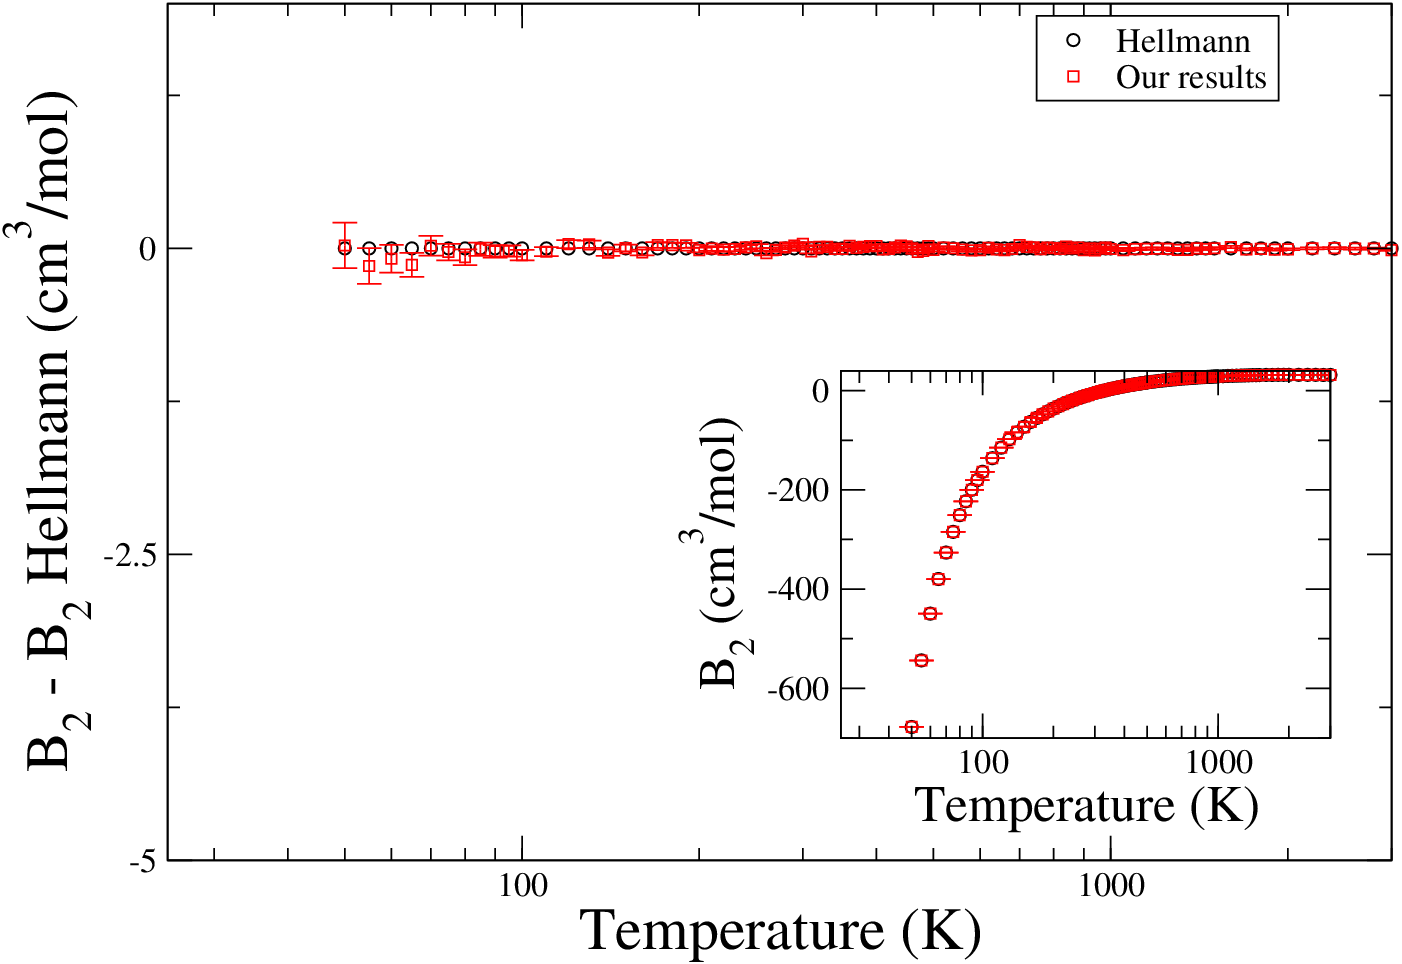 Hellmann
Our results
B₂ - B₂ Hellmann (cm³/mol)
0
-2.5
-5
100
1000
Temperature (K)
B₂ (cm³/mol)
0
-200
-400
-600
100
1000
Temperature (K)